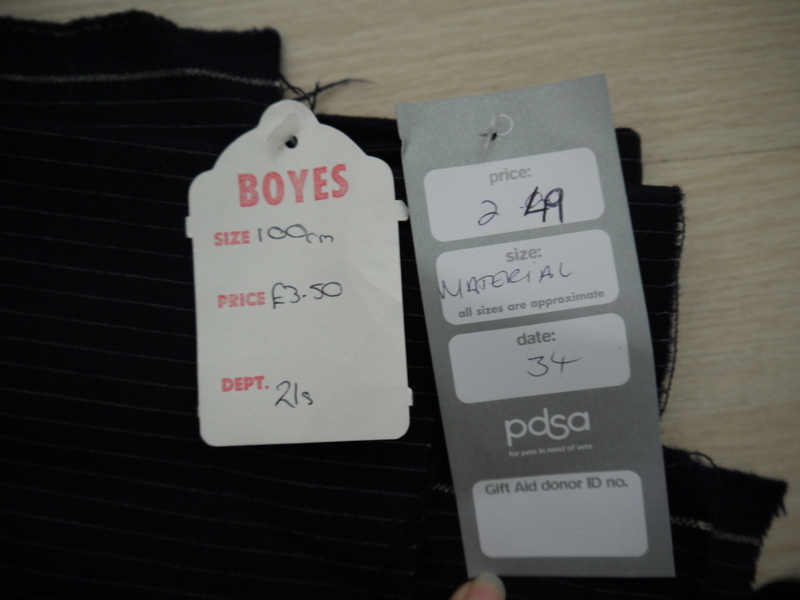 BOYES
SIZE 100cm
PRICE £3.50
DEPT. 21s
price:
2.49
size:
MATERIAL
all sizes are approximate
date:
34
pdsa
for pets in need of vets
Gift Aid donor ID no.